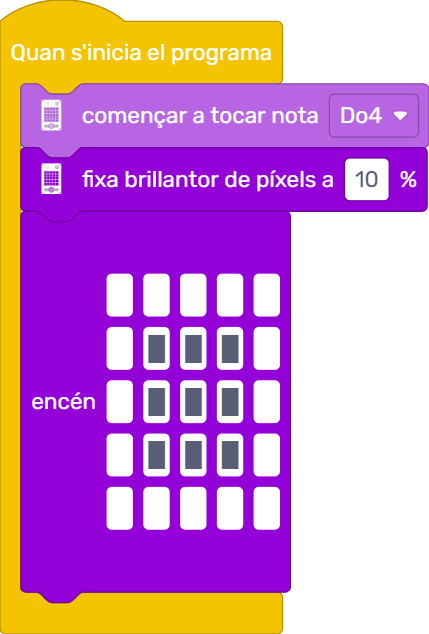 Quan s'inicia el programa
començar a tocar nota Do4
fixa brillantor de píxels a 10 %
encén